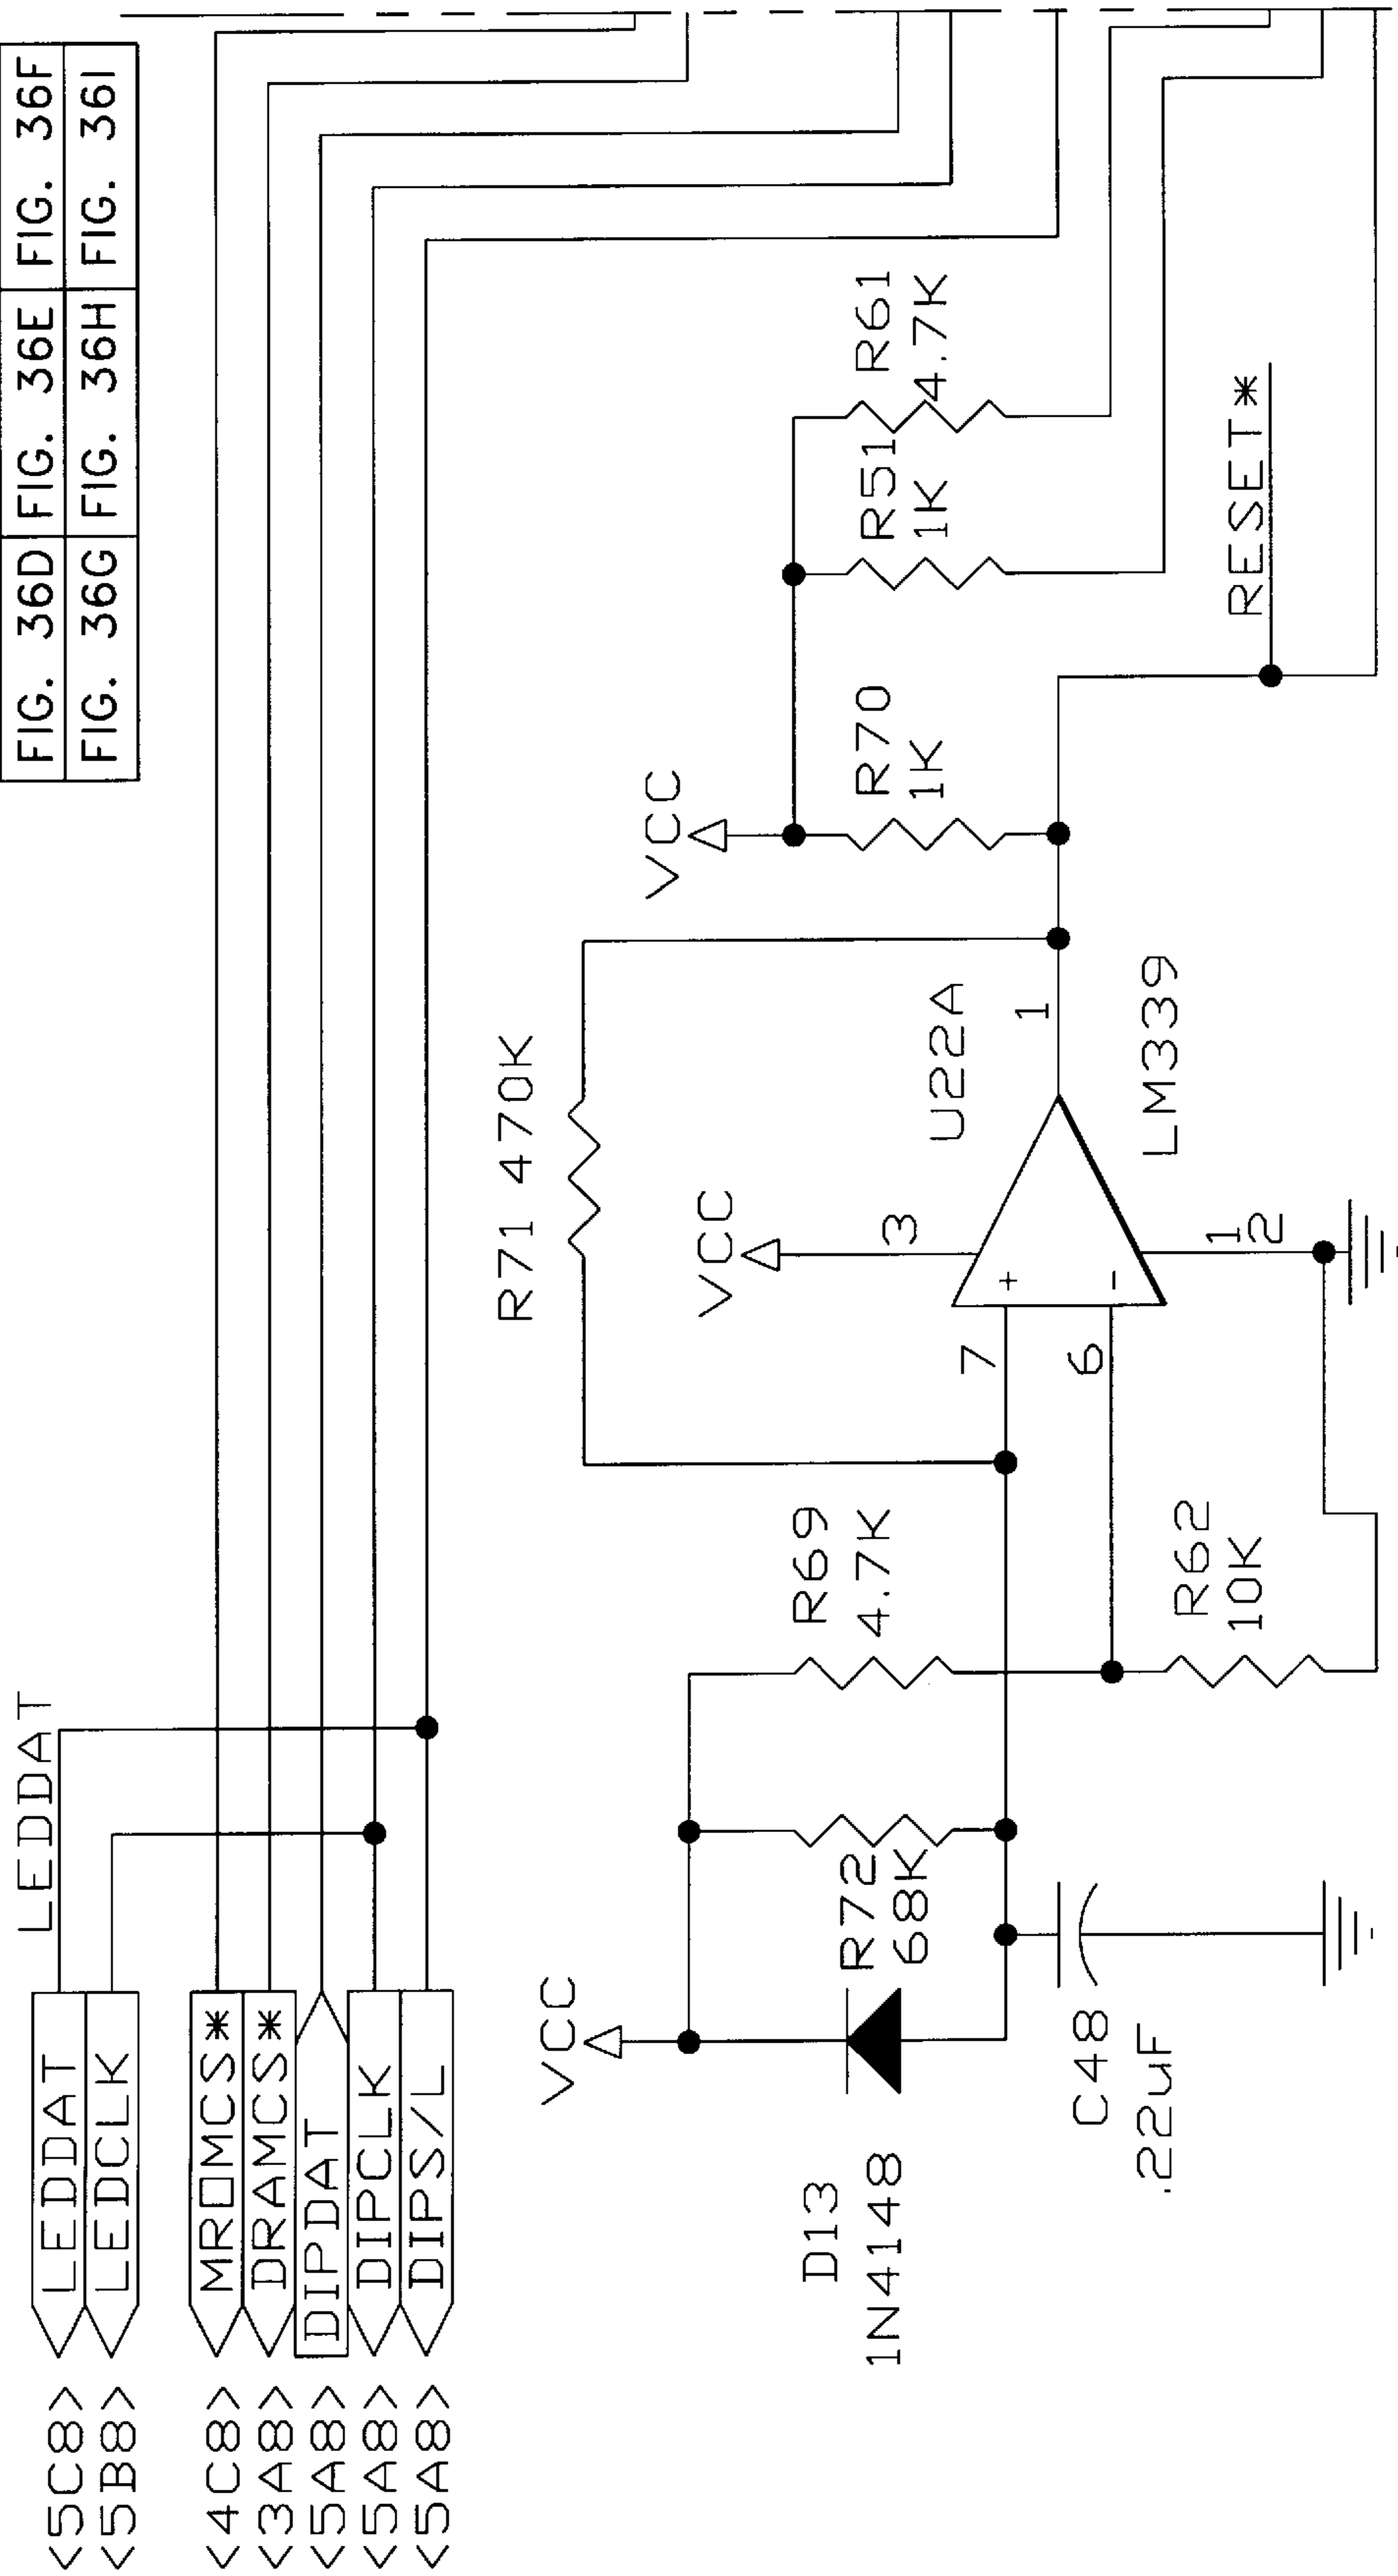 FIG. 36D FIG. 36E FIG. 36F
FIG. 36G FIG. 36H FIG. 36I
LEDDAT
<5C8> LEDDAT
<5B8> LEDCLK
<4C8> MROMCS*
<3A8> DRAMCS*
<5A8> DIPDAT
<5A8> DIPCLK
<5A8> DIPS/L
VCC
D13
1N4148
R72
68K
C48
.22uF
R69
4.7K
R62
10K
R71 470K
VCC
3
7
+
6
-
12
U22A
1
LM339
VCC
R70
1K
R51
1K
R61
4.7K
RESET*